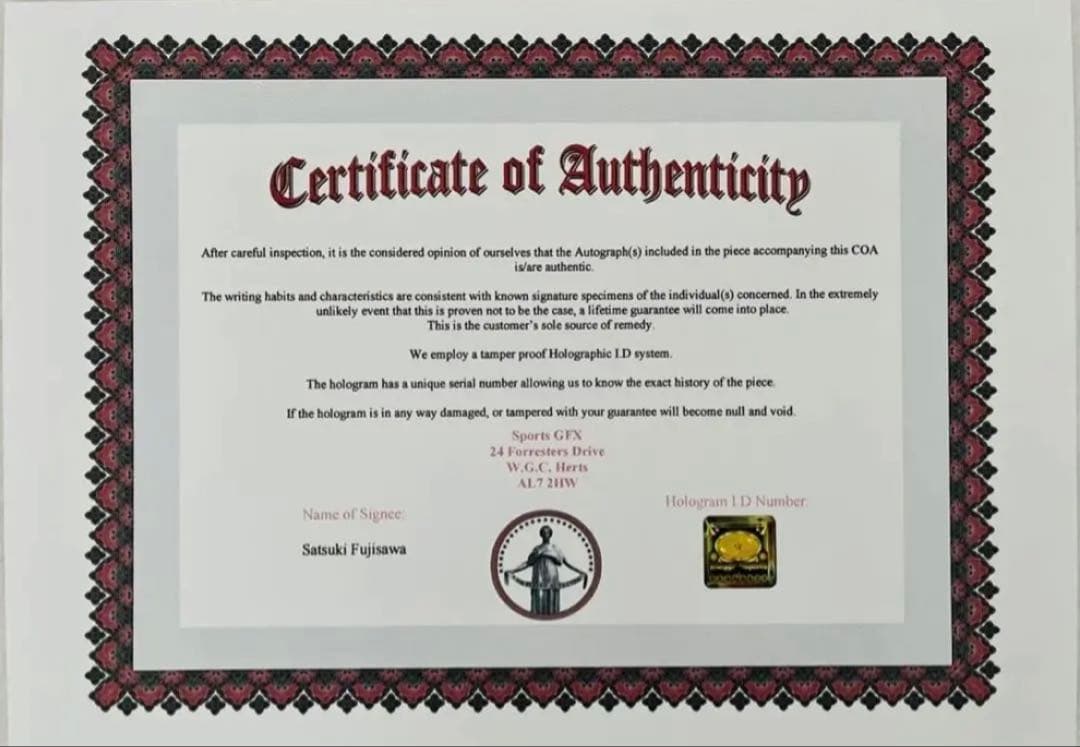 Certificate of Authenticity
After careful inspection, it is the considered opinion of ourselves that the Autograph(s) included in the piece accompanying this COA
is/are authentic.
The writing habits and characteristics are consistent with known signature specimens of the individual(s) concerned. In the extremely
unlikely event that this is proven not to be the case, a lifetime guarantee will come into place.
This is the customer's sole source of remedy.
We employ a tamper proof Holographic I.D system.
The hologram has a unique serial number allowing us to know the exact history of the piece.
If the hologram is in any way damaged, or tampered with your guarantee will become null and void.
Sports GFX
24 Forresters Drive
W.G.C. Herts
AL7 2HW
Hologram I.D Number:
Name of Signee:
Satsuki Fujisawa